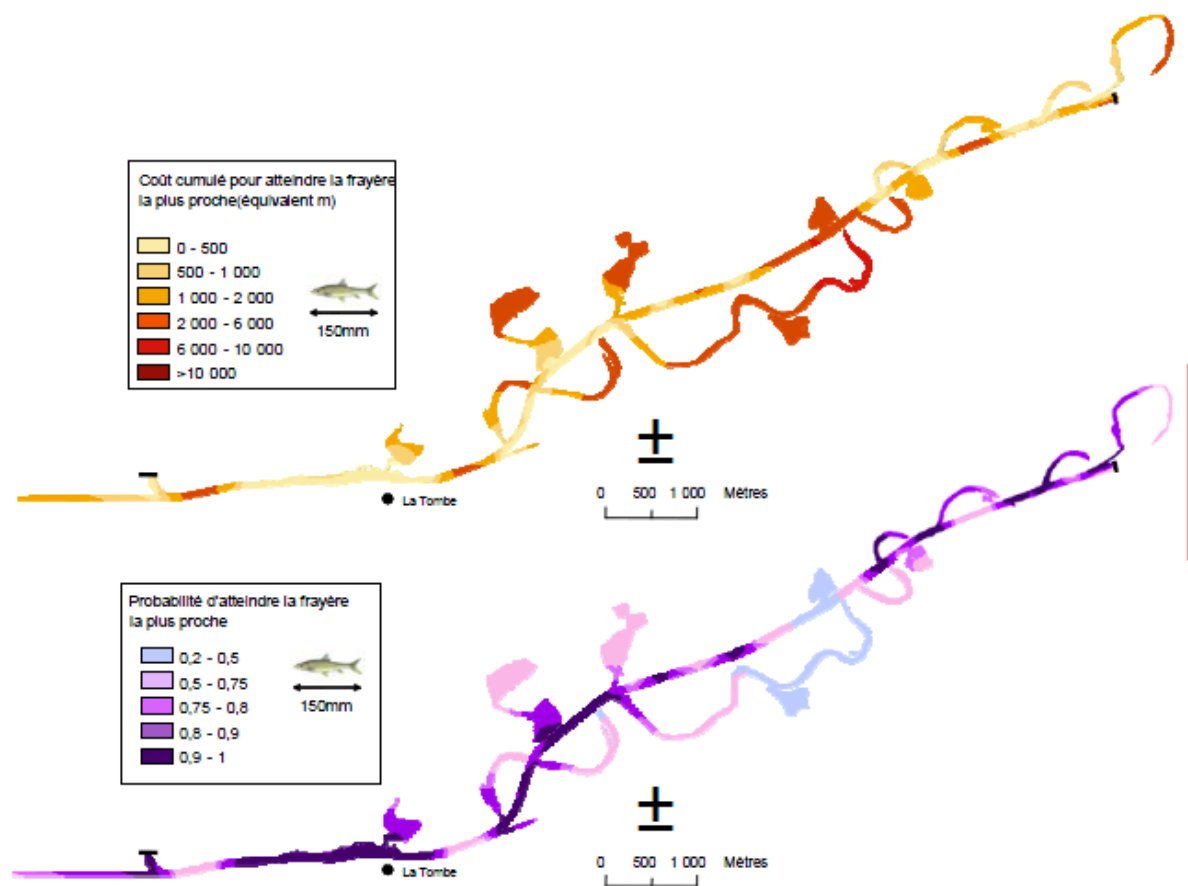 Coût cumulé pour atteindre la frayère
la plus proche(équivalent m)
0 - 500
500 - 1 000
1 000 - 2 000
2 000 - 6 000
6 000 - 10 000
>10 000
150mm
La Tombe
0 500 1 000 Mètres
Probabilité d'atteindre la frayère
la plus proche
0,2 - 0,5
0,5 - 0,75
0,75 - 0,8
0,8 - 0,9
0,9 - 1
150mm
La Tombe
0 500 1 000 Mètres